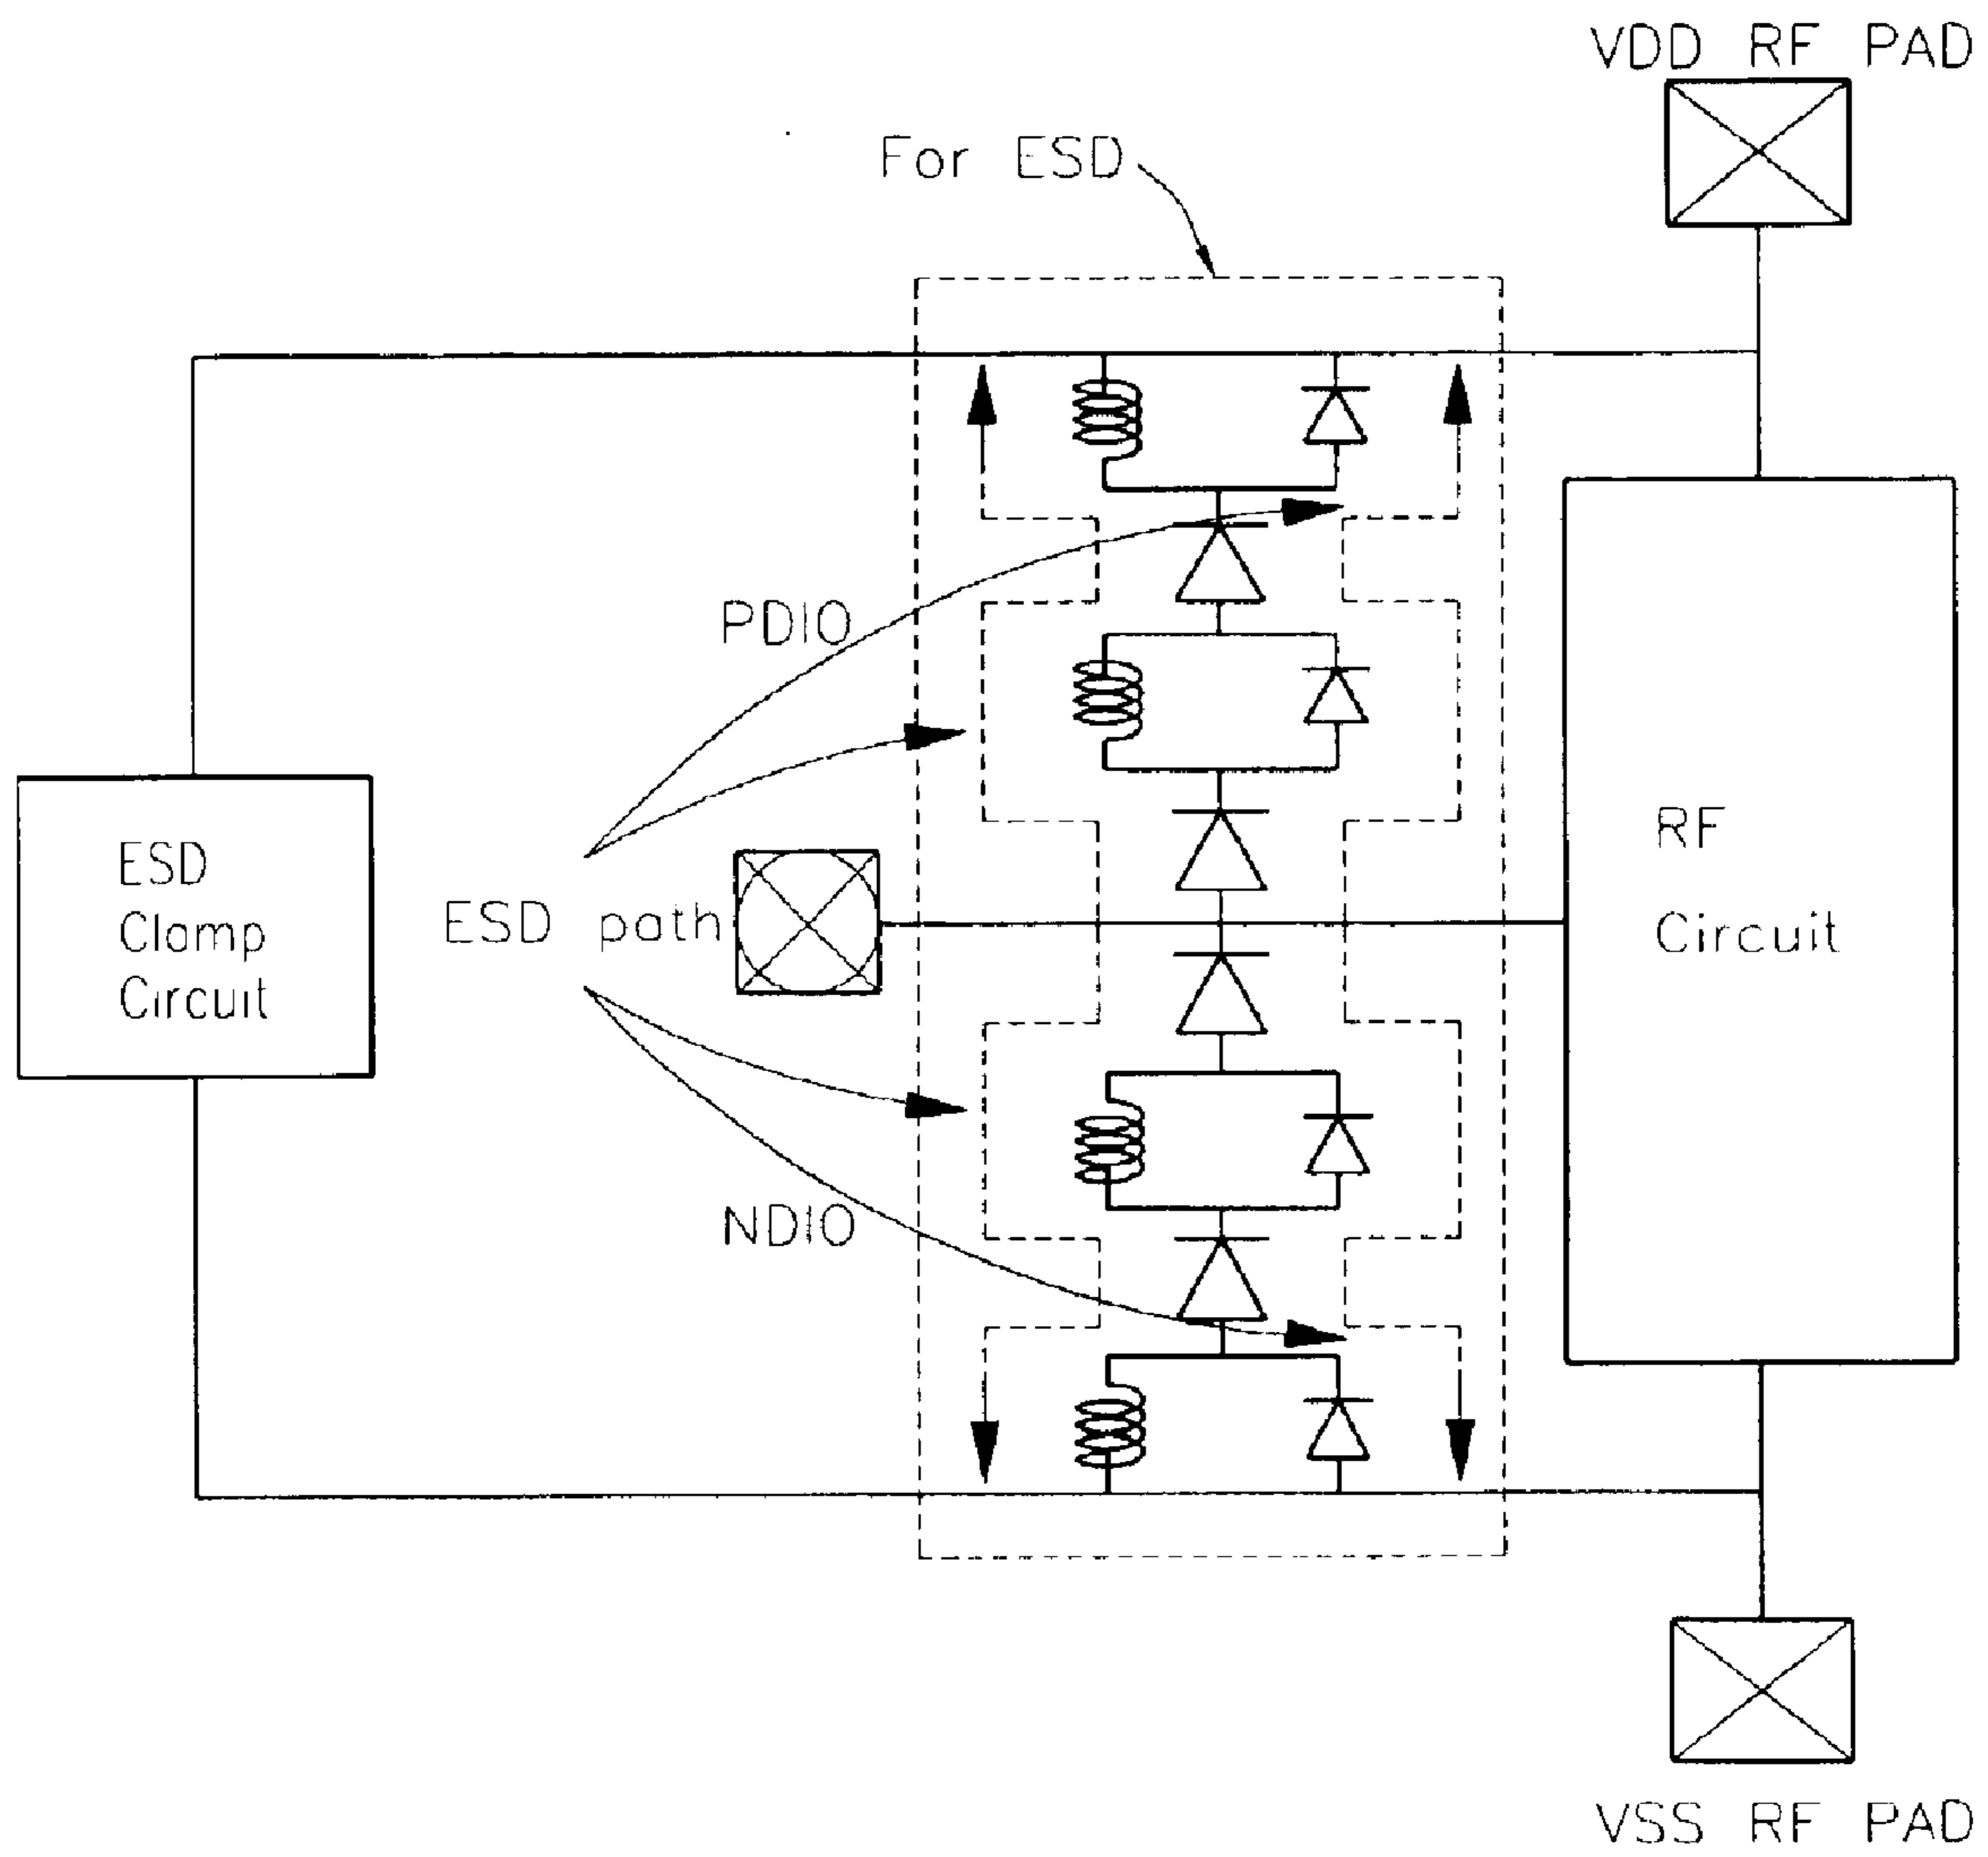 VDD RF PAD
For ESD
PDIO
ESD
Clamp
Circuit
ESD path
RF
Circuit
NDIO
VSS RF PAD